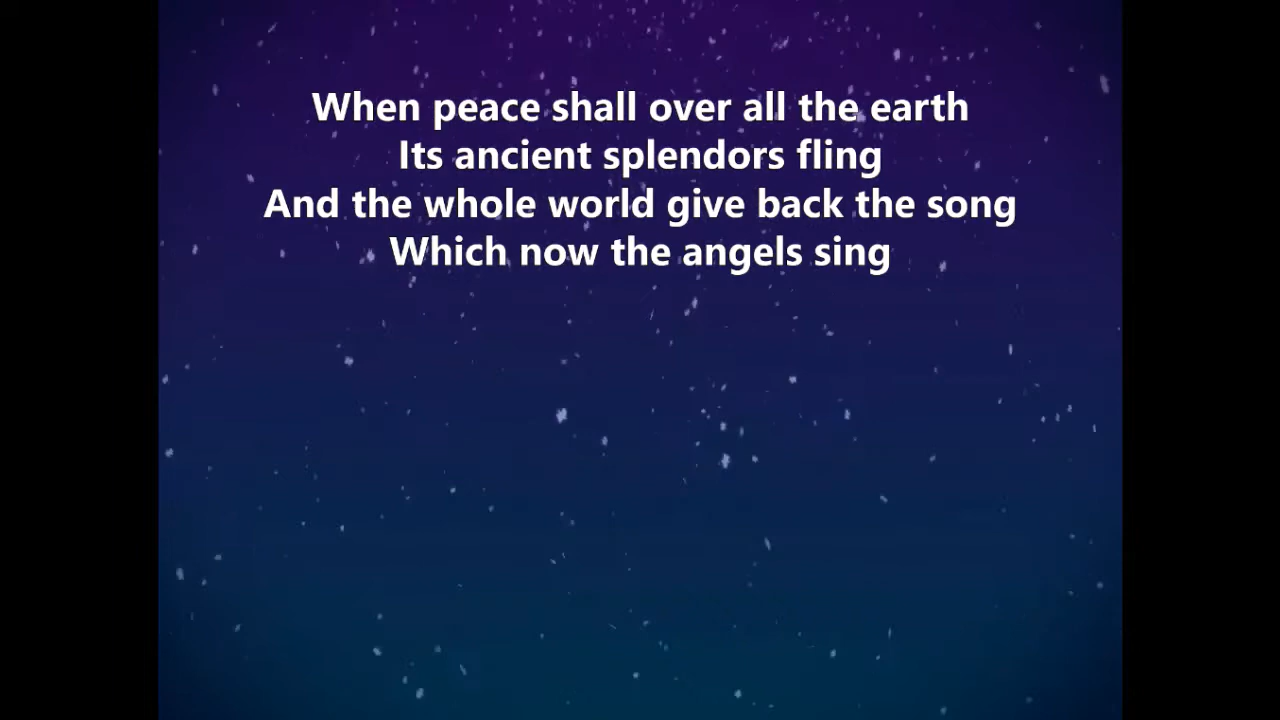 When peace shall over all the earth
Its ancient splendors fling
And the whole world give back the song
Which now the angels sing